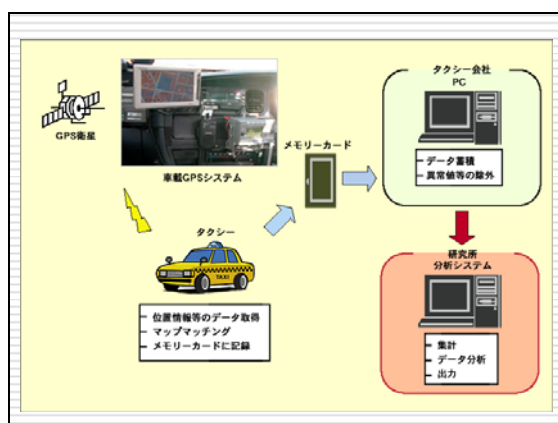 GPS衛星
車載GPSシステム
メモリーカード
タクシー会社
PC
– データ蓄積
– 異常値等の除外
タクシー
TAXI
– 位置情報等のデータ取得
– マップマッチング
– メモリーカードに記録
研究所
分析システム
– 集計
– データ分析
– 出力